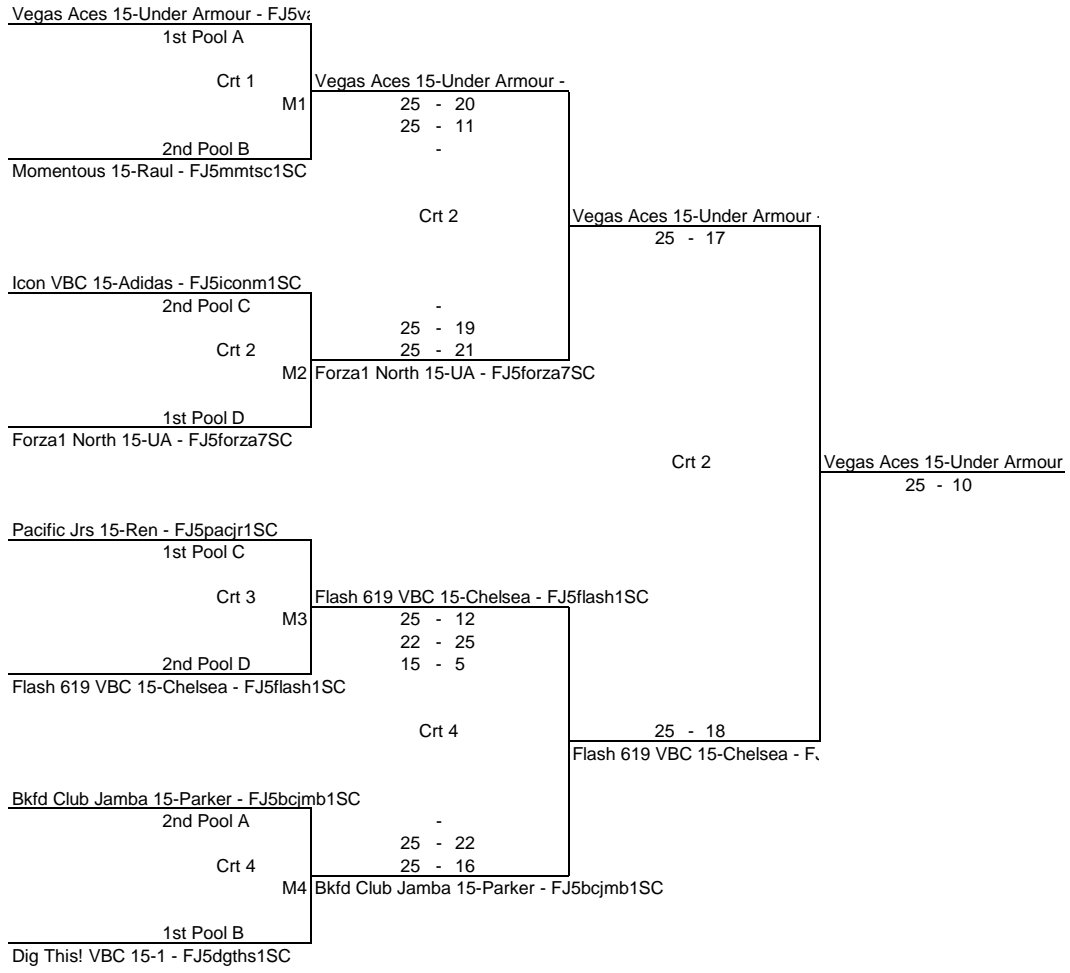 Vegas Aces 15-Under Armour - FJ5va
1st Pool A
Crt 1
Vegas Aces 15-Under Armour -
M1
25 - 20
25 - 11
-
2nd Pool B
Momentous 15-Raul - FJ5mmtsc1SC
Crt 2
Vegas Aces 15-Under Armour -
25 - 17
Icon VBC 15-Adidas - FJ5iconm1SC
2nd Pool C
-
25 - 19
Crt 2
25 - 21
M2
Forza1 North 15-UA - FJ5forza7SC
1st Pool D
Forza1 North 15-UA - FJ5forza7SC
Crt 2
Vegas Aces 15-Under Armour
25 - 10
Pacific Jrs 15-Ren - FJ5pacjr1SC
1st Pool C
Crt 3
Flash 619 VBC 15-Chelsea - FJ5flash1SC
M3
25 - 12
22 - 25
15 - 5
2nd Pool D
Flash 619 VBC 15-Chelsea - FJ5flash1SC
Crt 4
25 - 18
Flash 619 VBC 15-Chelsea - FJ
Bkfd Club Jamba 15-Parker - FJ5bcjmb1SC
2nd Pool A
-
25 - 22
Crt 4
25 - 16
M4
Bkfd Club Jamba 15-Parker - FJ5bcjmb1SC
1st Pool B
Dig This! VBC 15-1 - FJ5dgths1SC